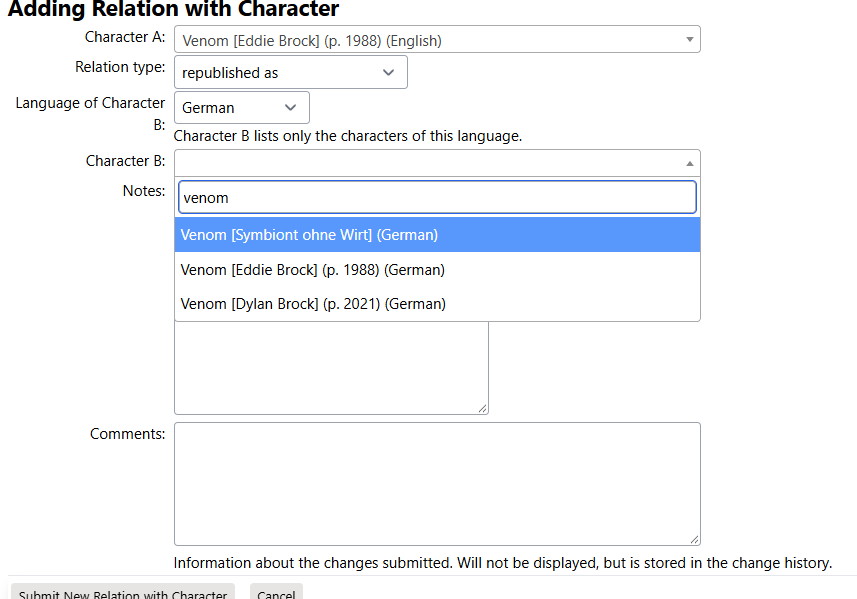 Adding Relation with Character
Character A: Venom [Eddie Brock] (p. 1988) (English)
Relation type: republished as
Language of Character B: German
Character B lists only the characters of this language.
Character B:
Notes:
venom
Venom [Symbiont ohne Wirt] (German)
Venom [Eddie Brock] (p. 1988) (German)
Venom [Dylan Brock] (p. 2021) (German)
Comments:
Information about the changes submitted. Will not be displayed, but is stored in the change history.
Submit New Relation with Character Cancel